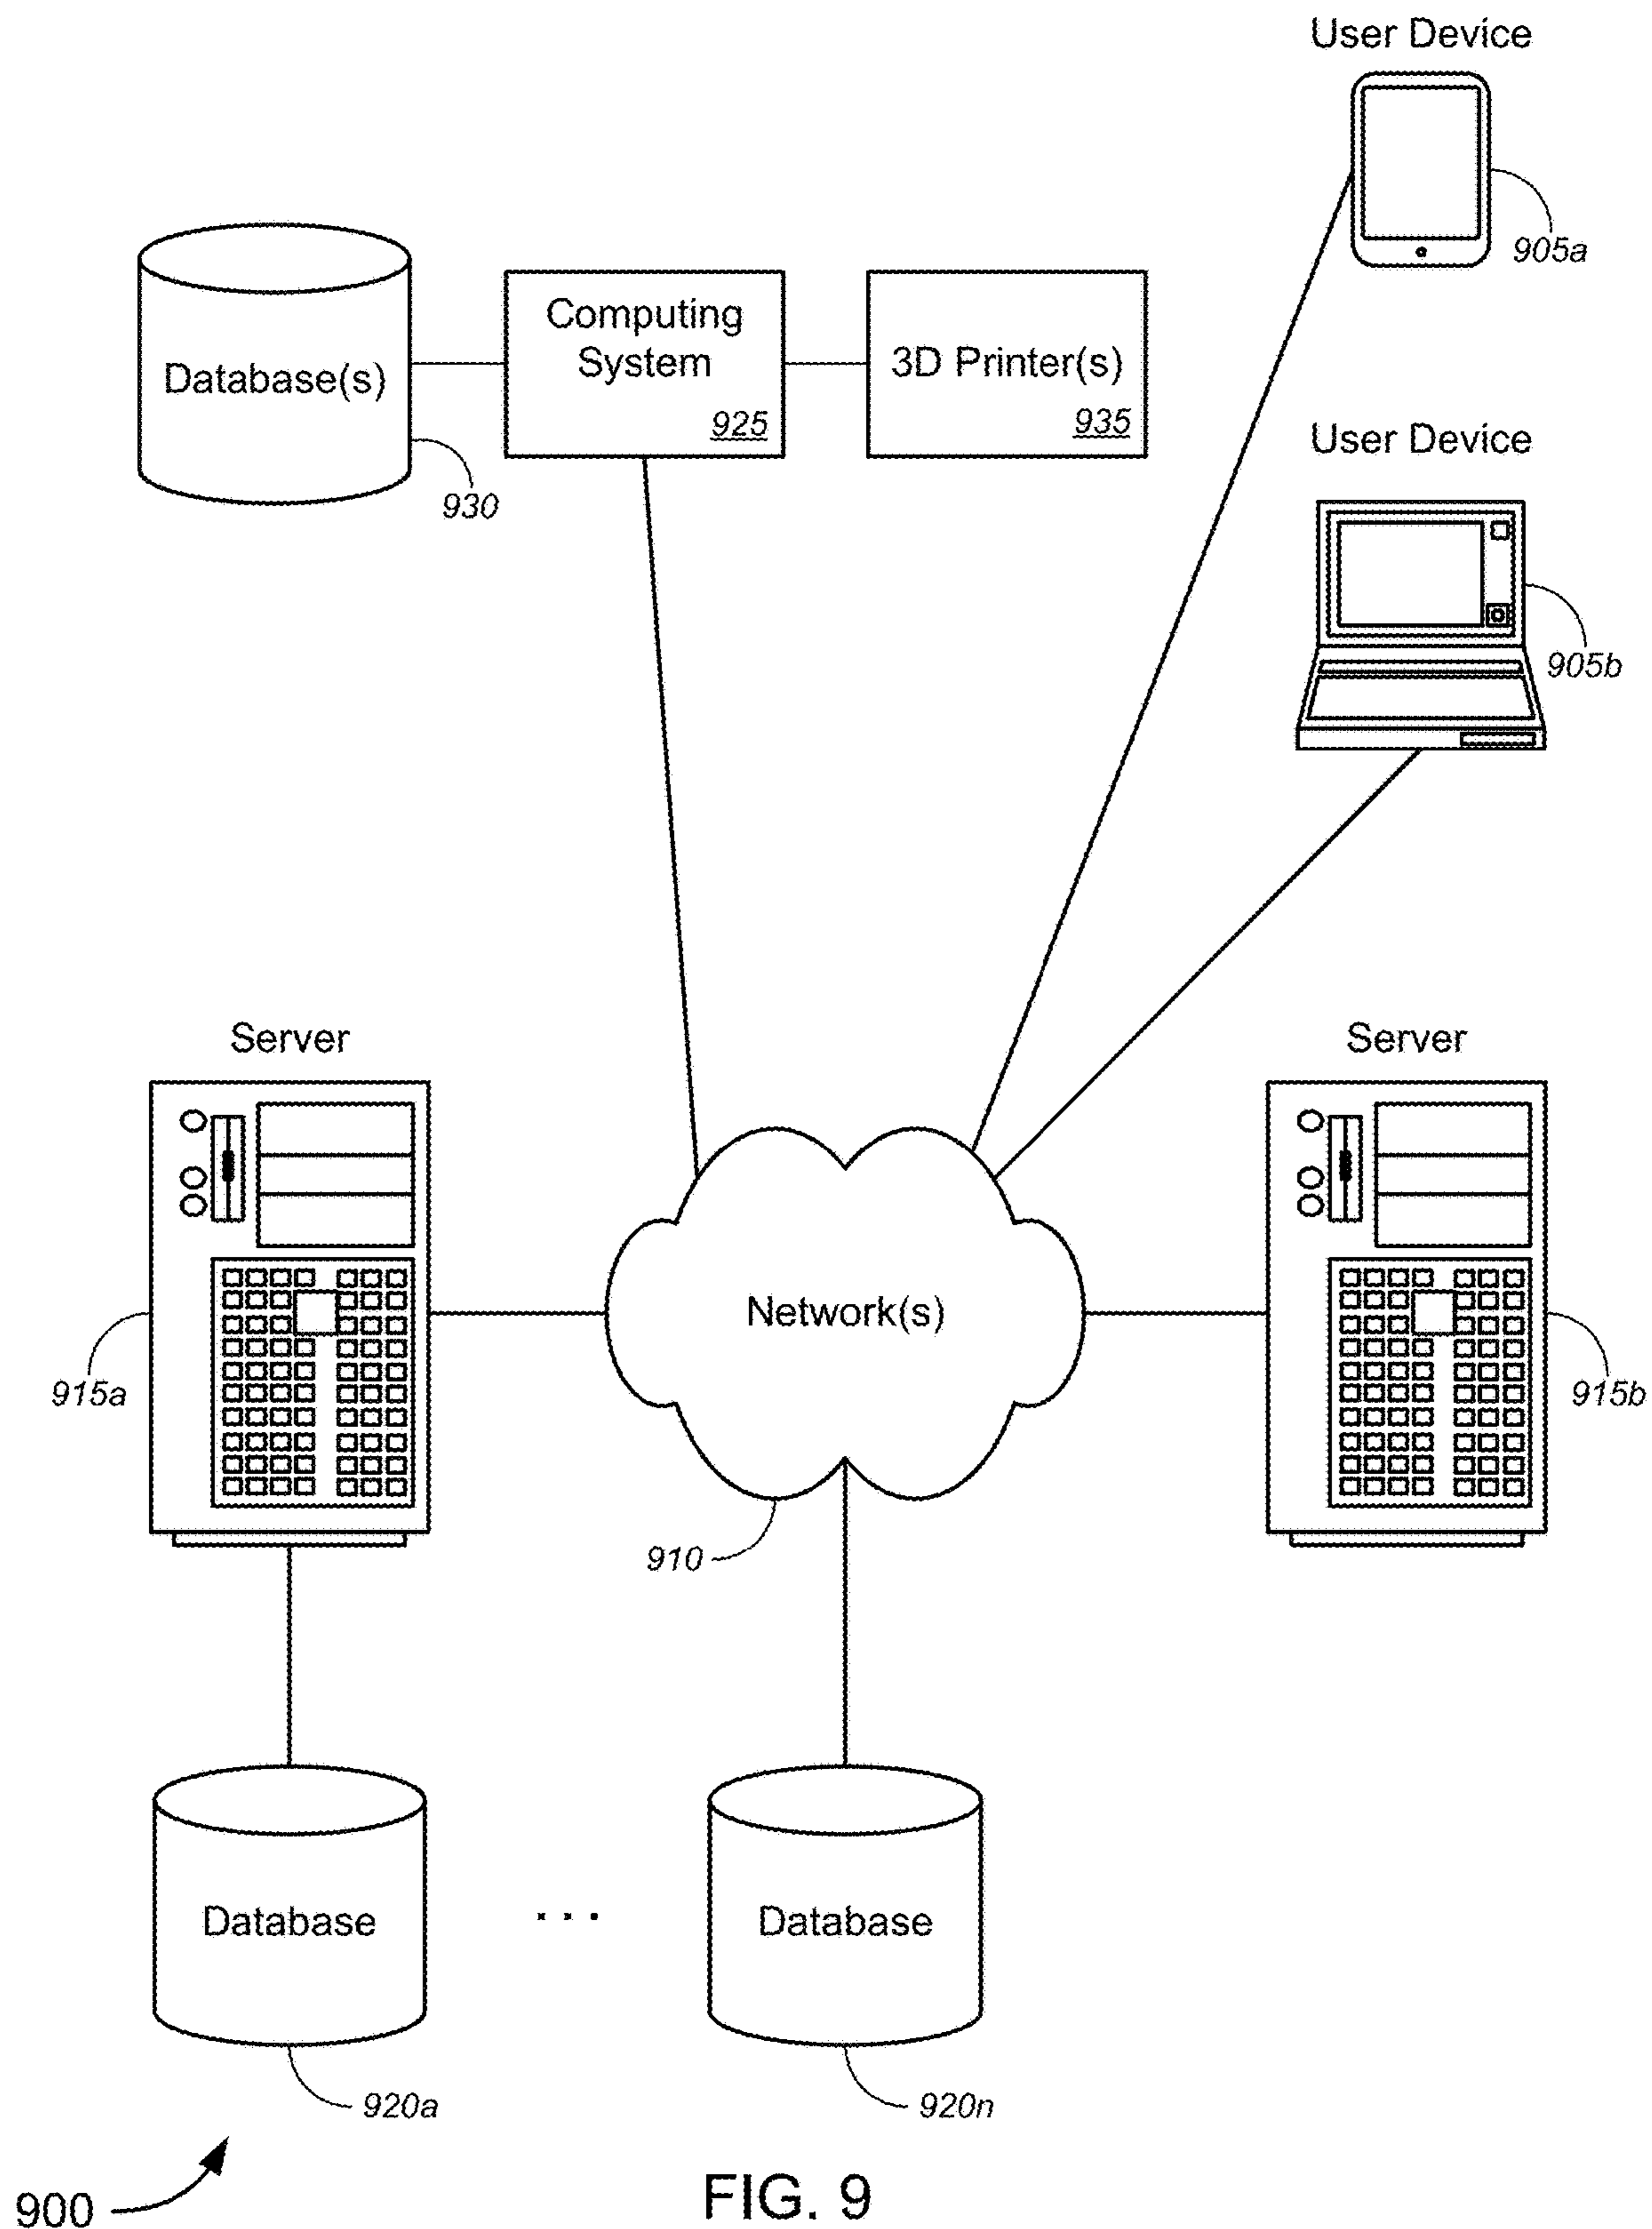 User Device
905a
Database(s)
930
Computing
System
925
3D Printer(s)
935
User Device
905b
Server
915a
Network(s)
910
Server
915b
Database
920a
. . .
Database
920n
900
FIG. 9